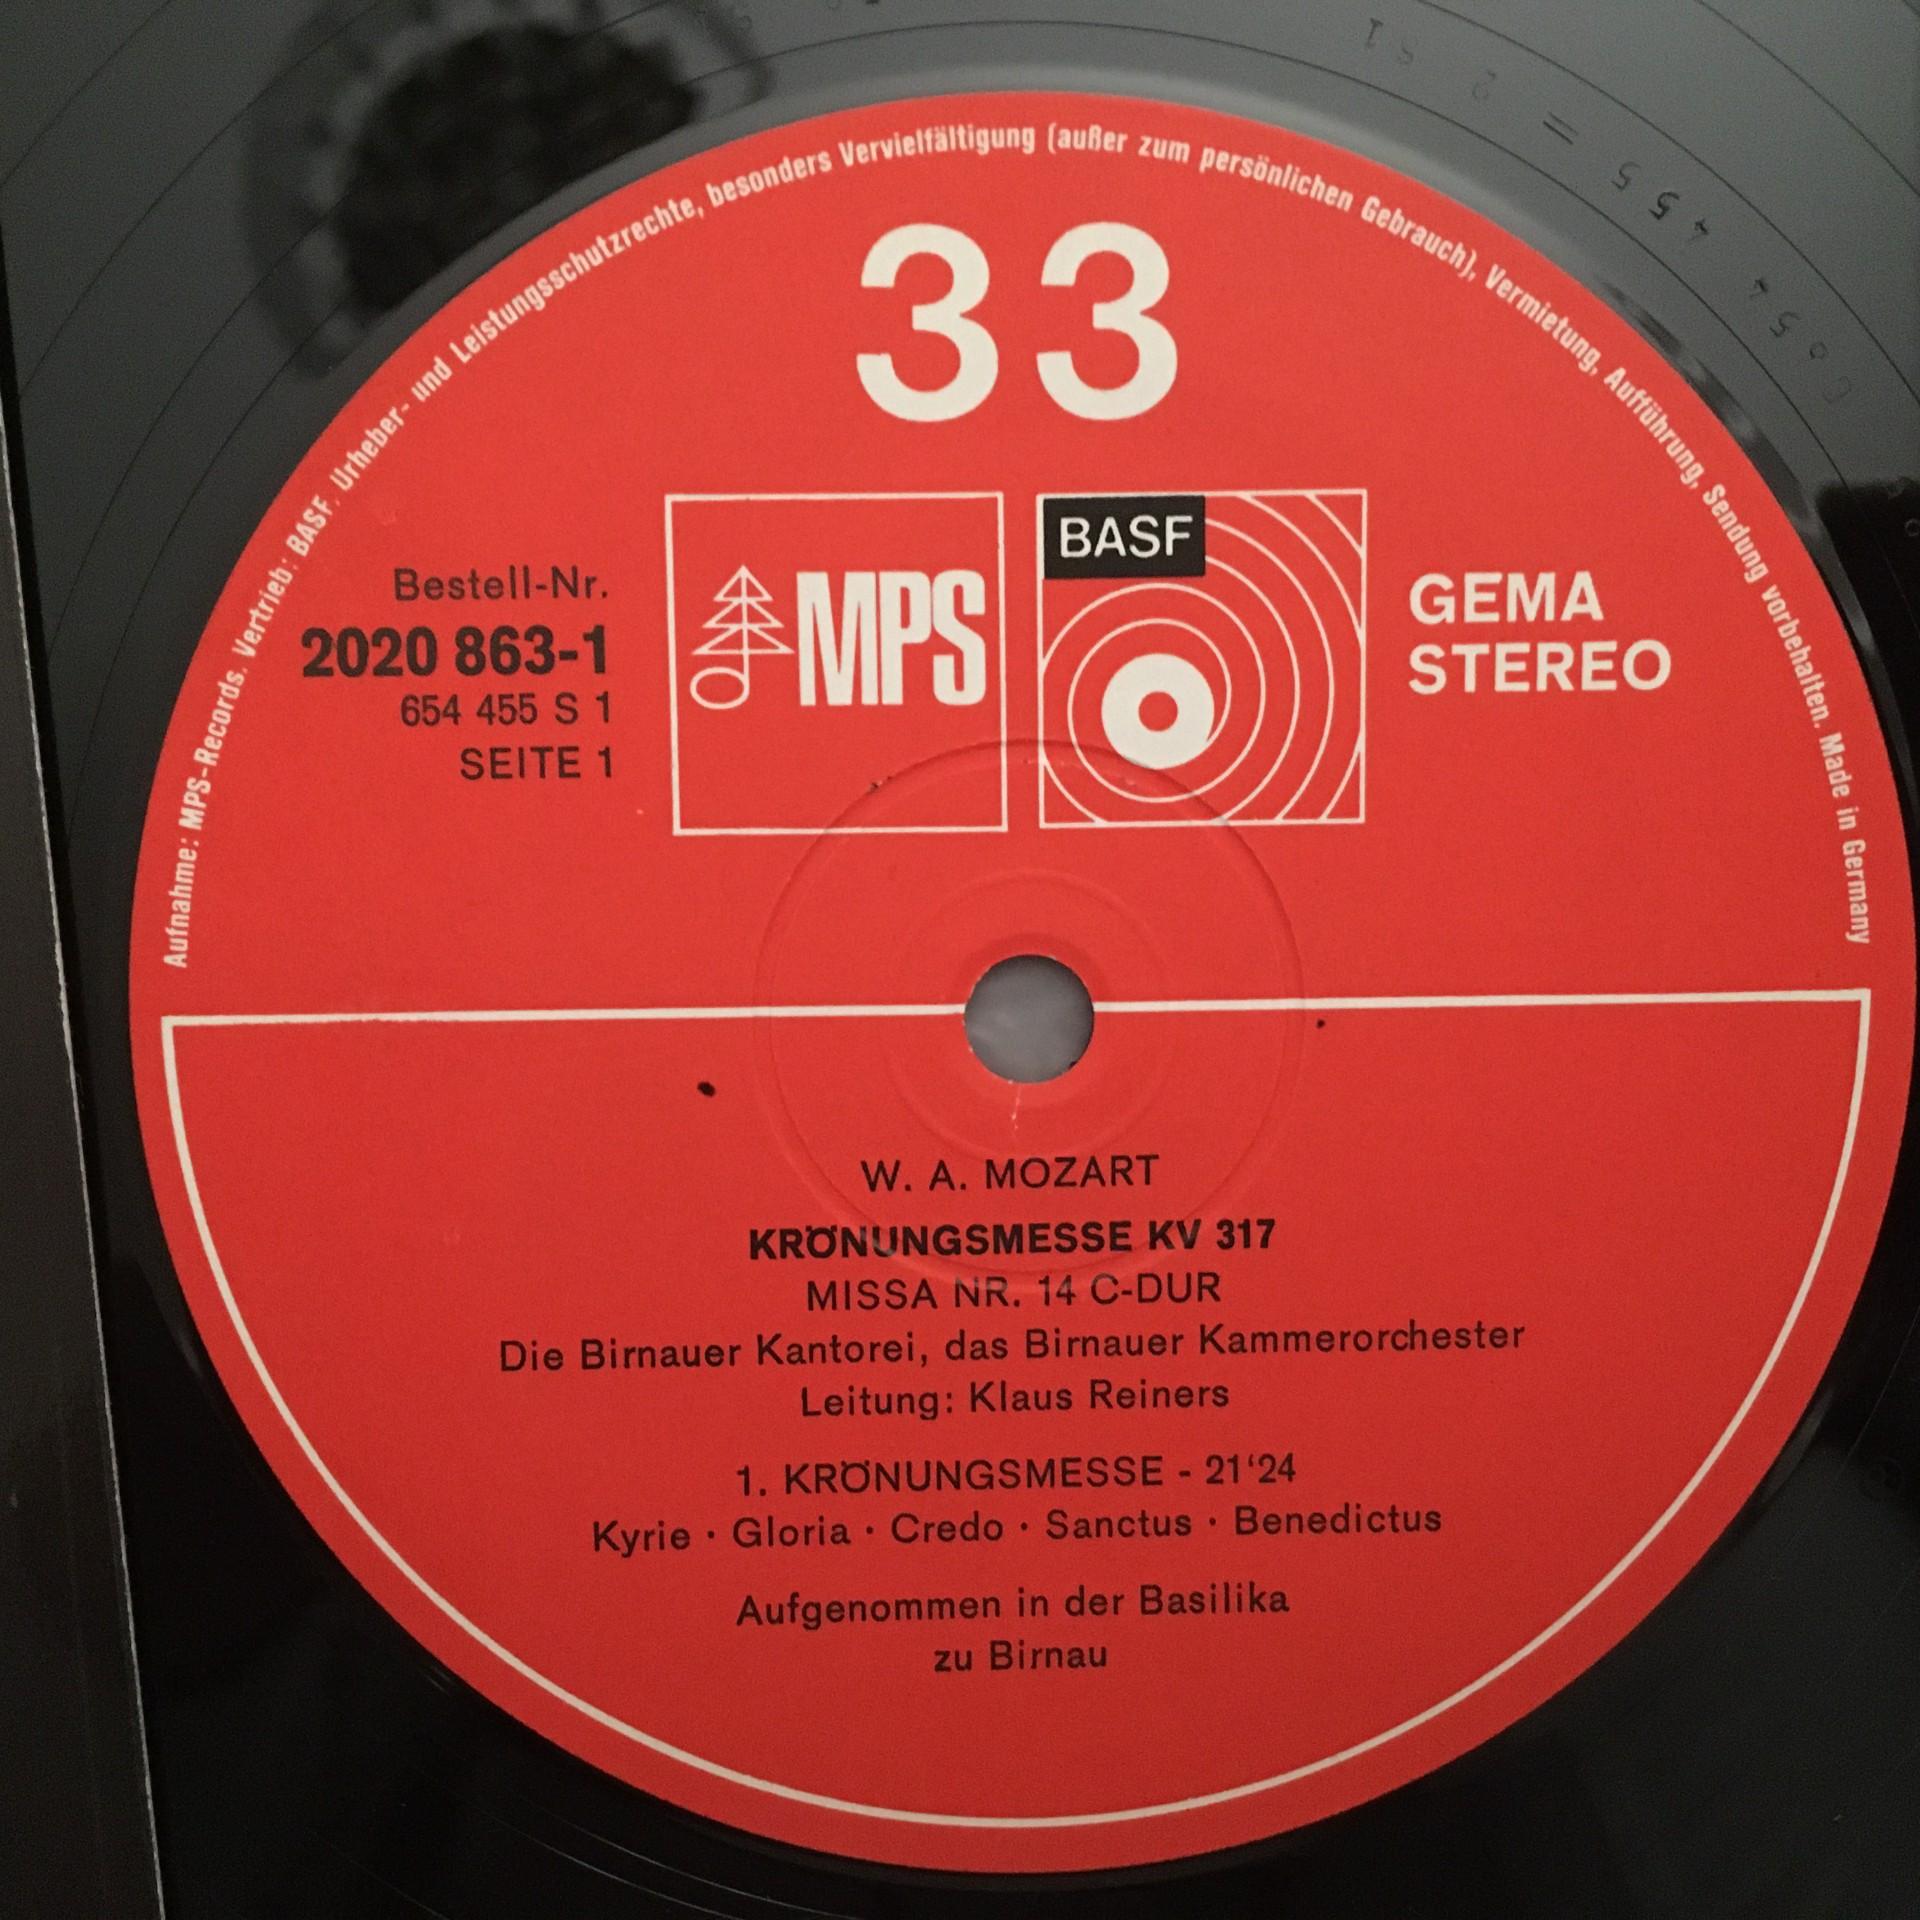 Aufnahme: MPS-Records. Vertrieb: BASF. Urheber- und Leistungsschutzrechte, besonders Vervielfältigung (außer zum persönlichen Gebrauch), Vermietung, Aufführung, Sendung vorbehalten. Made in Germany
33
Bestell-Nr.
2020 863-1
654 455 S 1
SEITE 1
MPS
BASF
GEMA
STEREO
W. A. MOZART
KRÖNUNGSMESSE KV 317
MISSA NR. 14 C-DUR
Die Birnauer Kantorei, das Birnauer Kammerorchester
Leitung: Klaus Reiners
1. KRÖNUNGSMESSE - 21‘24
Kyrie · Gloria · Credo · Sanctus · Benedictus
Aufgenommen in der Basilika
zu Birnau